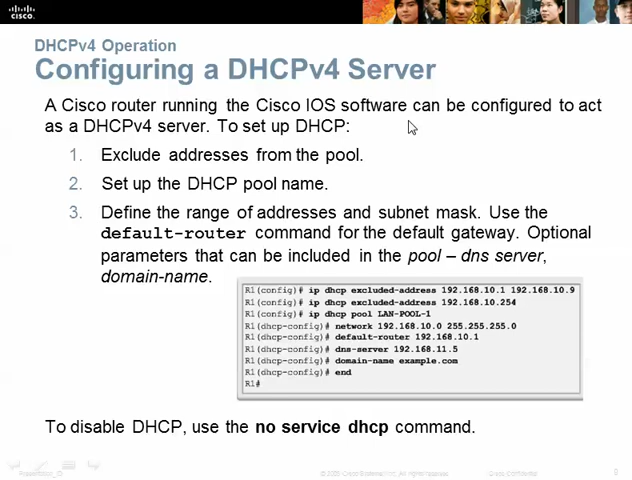 CISCO
DHCPv4 Operation
Configuring a DHCPv4 Server
A Cisco router running the Cisco IOS software can be configured to act
as a DHCPv4 server. To set up DHCP:
1. Exclude addresses from the pool.
2. Set up the DHCP pool name.
3. Define the range of addresses and subnet mask. Use the
default-router command for the default gateway. Optional
parameters that can be included in the pool – dns server,
domain-name.
R1(config)# ip dhcp excluded-address 192.168.10.1 192.168.10.9
R1(config)# ip dhcp excluded-address 192.168.10.254
R1(config)# ip dhcp pool LAN-POOL-1
R1(dhcp-config)# network 192.168.10.0 255.255.255.0
R1(dhcp-config)# default-router 192.168.10.1
R1(dhcp-config)# dns-server 192.168.11.5
R1(dhcp-config)# domain-name example.com
R1(dhcp-config)# end
R1#
To disable DHCP, use the no service dhcp command.
Presentation_ID
Cisco Confidential